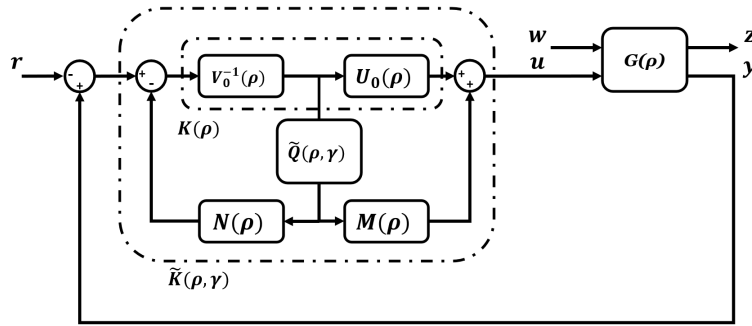 w
z
r
V₀⁻¹(ρ)
U₀(ρ)
u
G(ρ)
y
K(ρ)
Q̃(ρ,γ)
N(ρ)
M(ρ)
K̃(ρ,γ)
- + + - + +